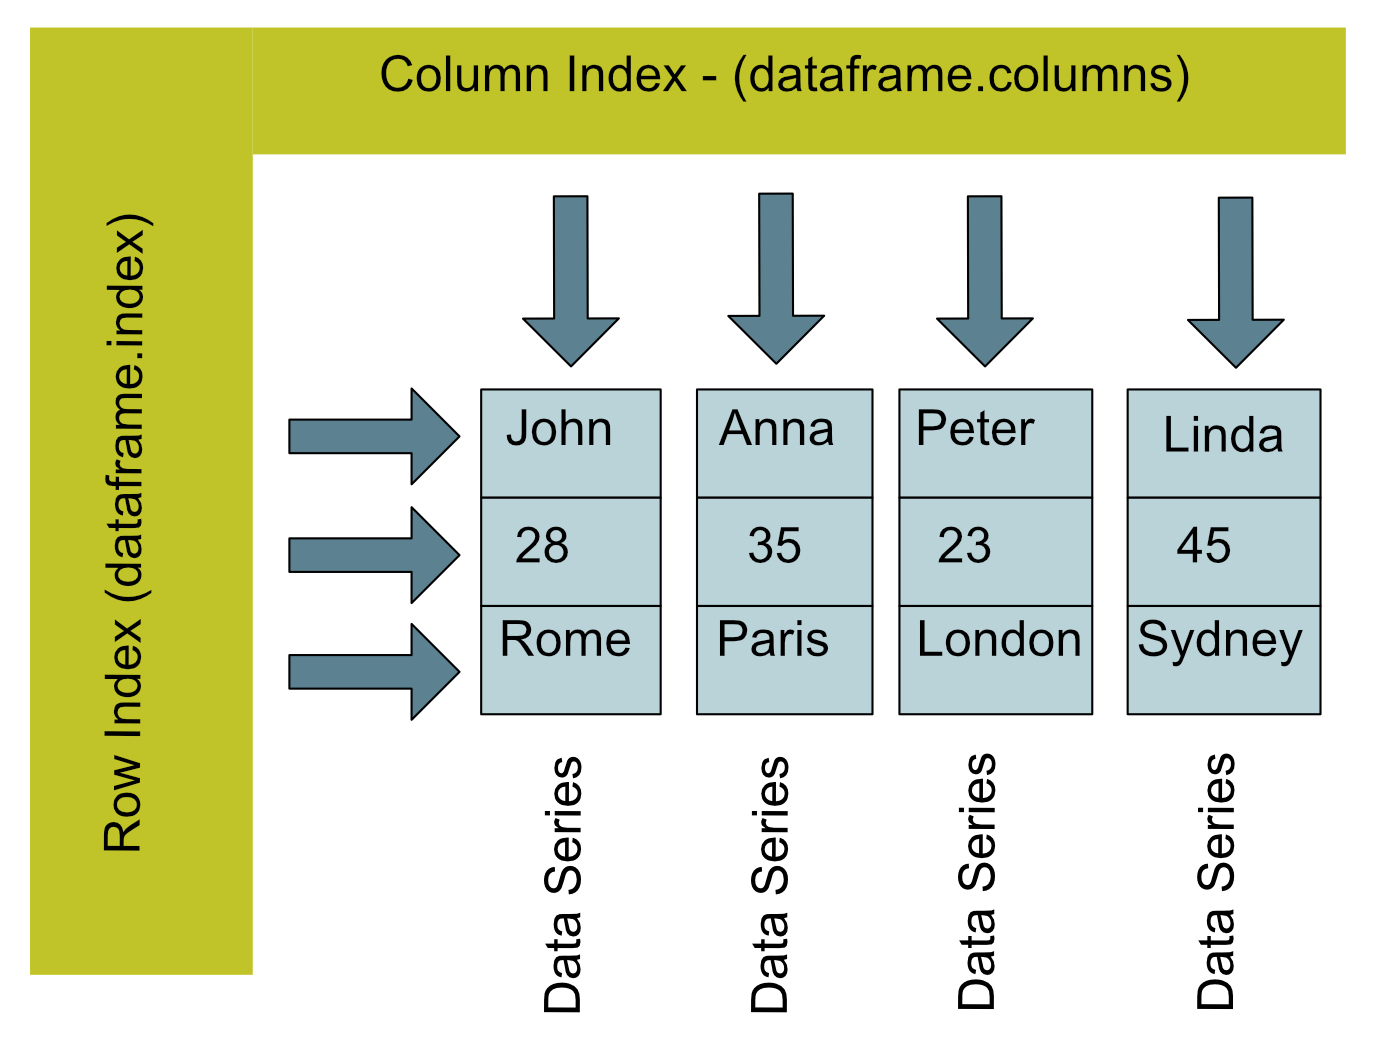 Column Index - (dataframe.columns)
Row Index (dataframe.index)
John Anna Peter Linda
28 35 23 45
Rome Paris London Sydney
Data Series Data Series Data Series Data Series